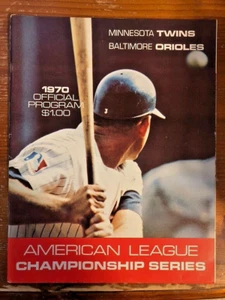 MINNESOTA TWINS
BALTIMORE ORIOLES
1970
OFFICIAL
PROGRAM
$1.00
AMERICAN LEAGUE
CHAMPIONSHIP SERIES